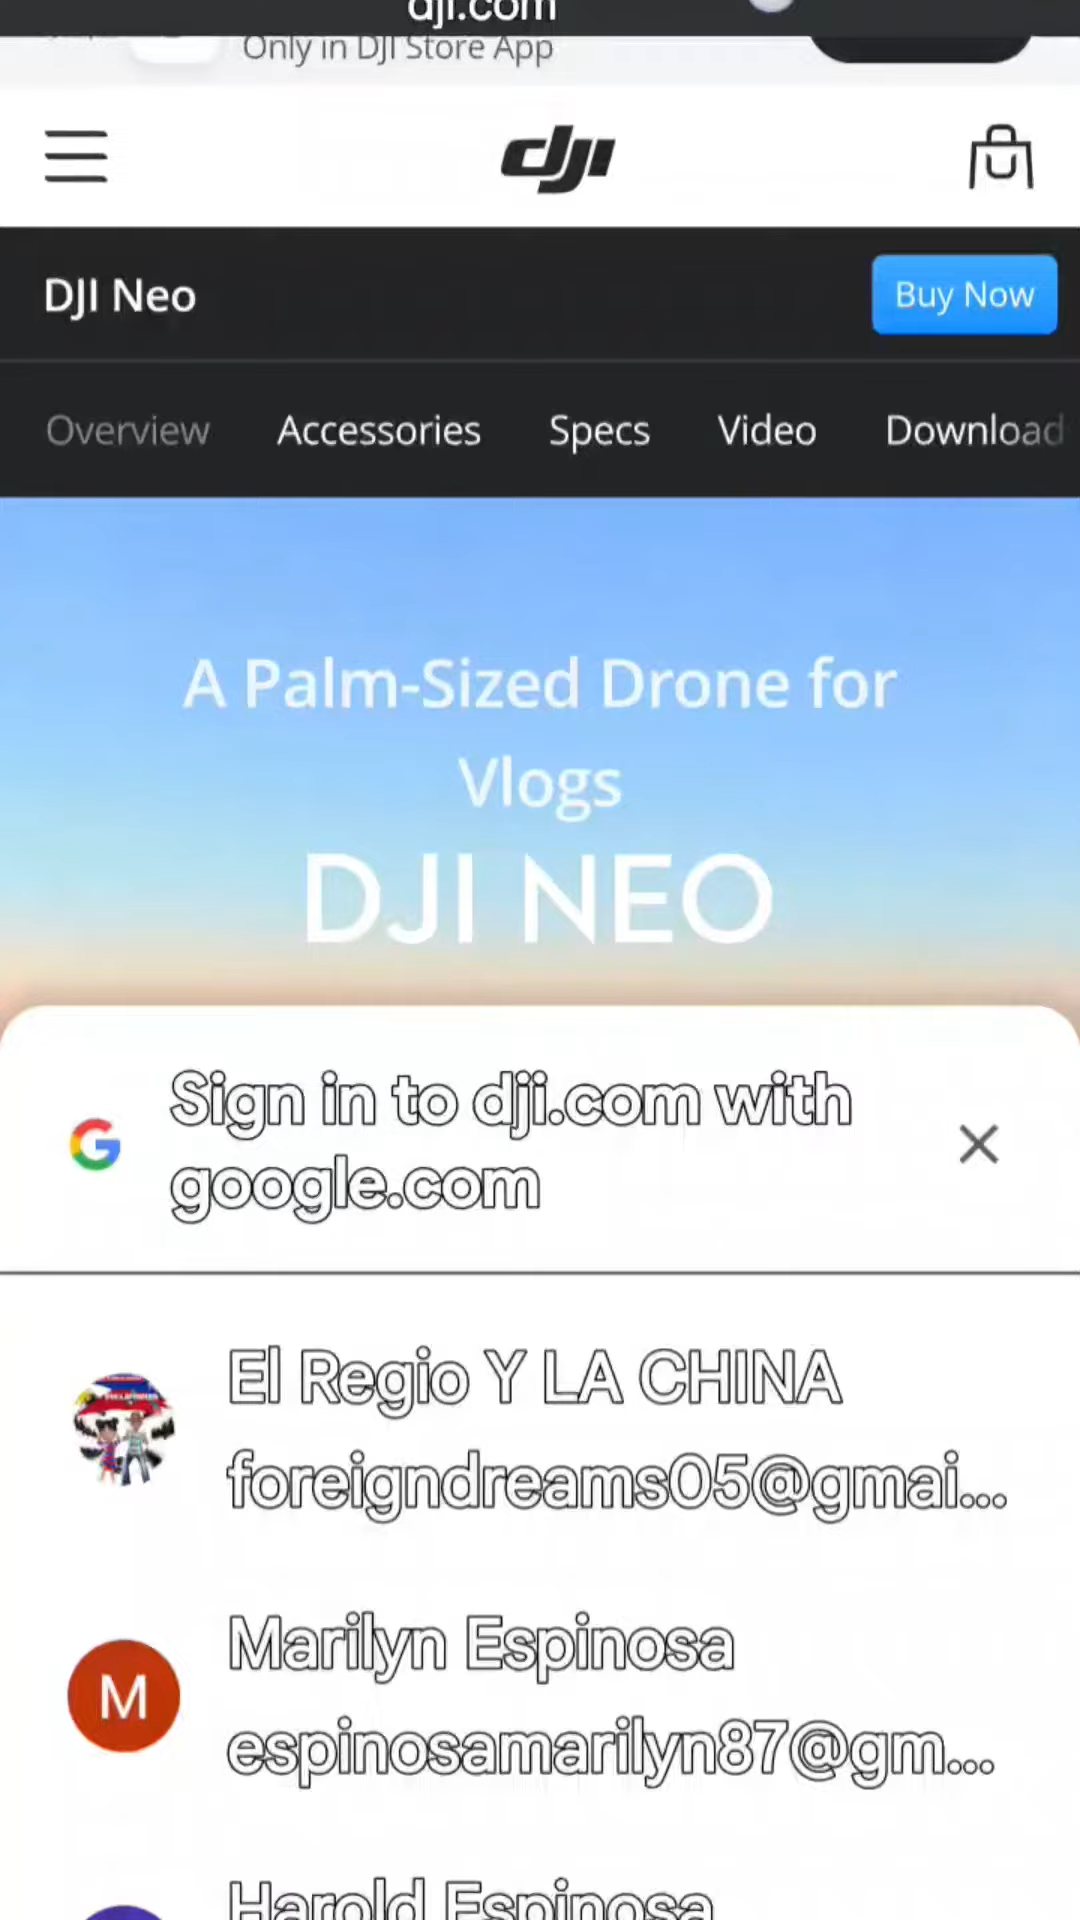 dji.com
Only in DJI Store App
dji
DJI Neo
Buy Now
Overview Accessories Specs Video Download
A Palm-Sized Drone for
Vlogs
DJI NEO
Sign in to dji.com with
google.com
El Regio Y LA CHINA
foreigndreams05@gmai...
Marilyn Espinosa
M
espinosamarilyn87@gm...
Harold Espinosa